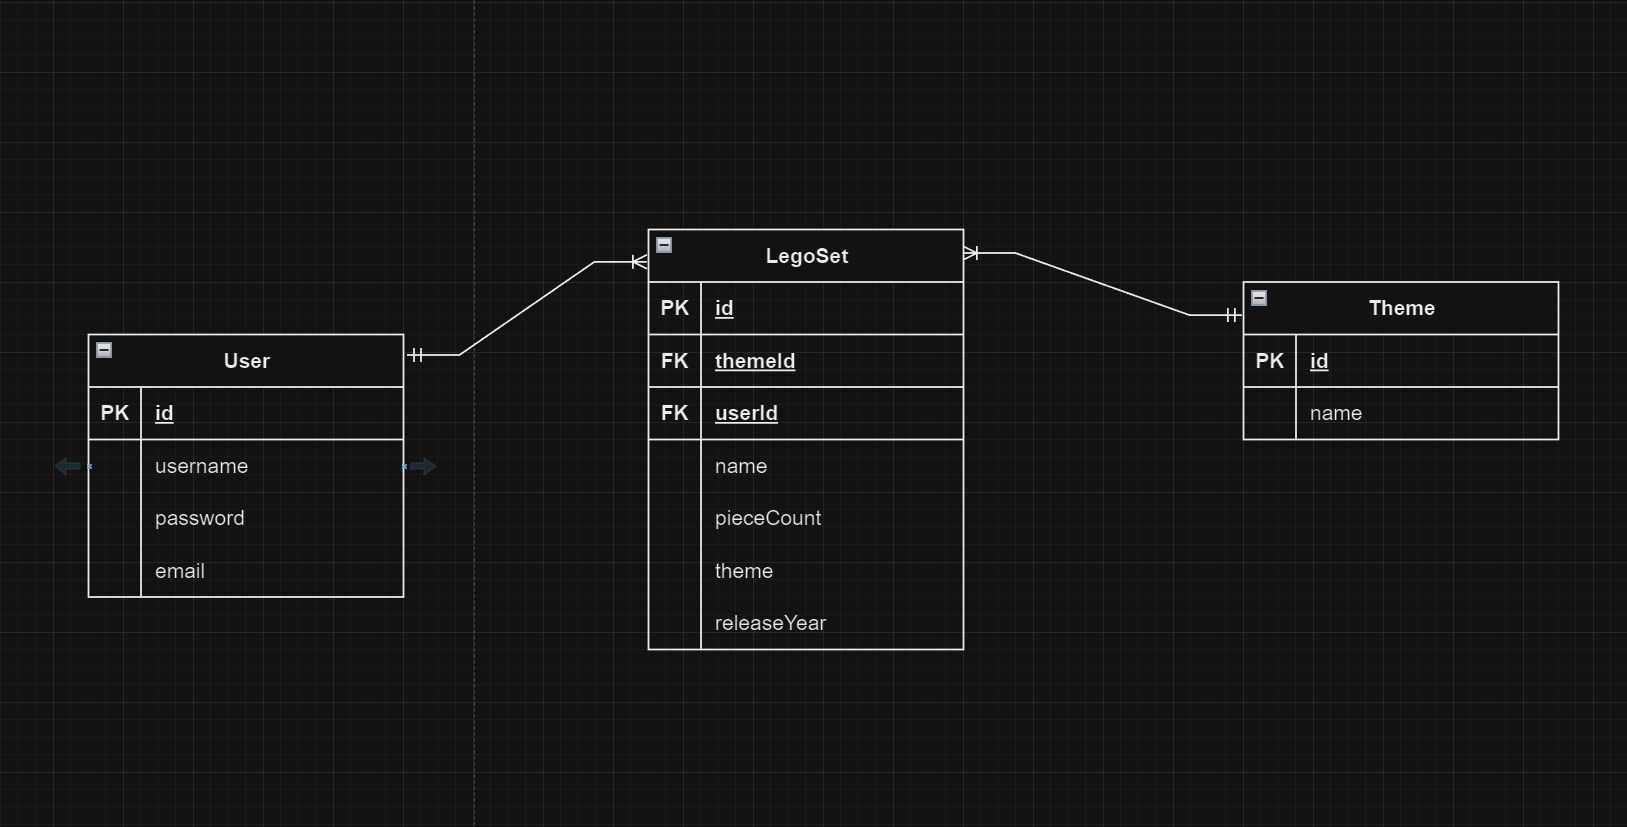 User
PK id
username
password
email
LegoSet
PK id
FK themeId
FK userId
name
pieceCount
theme
releaseYear
Theme
PK id
name